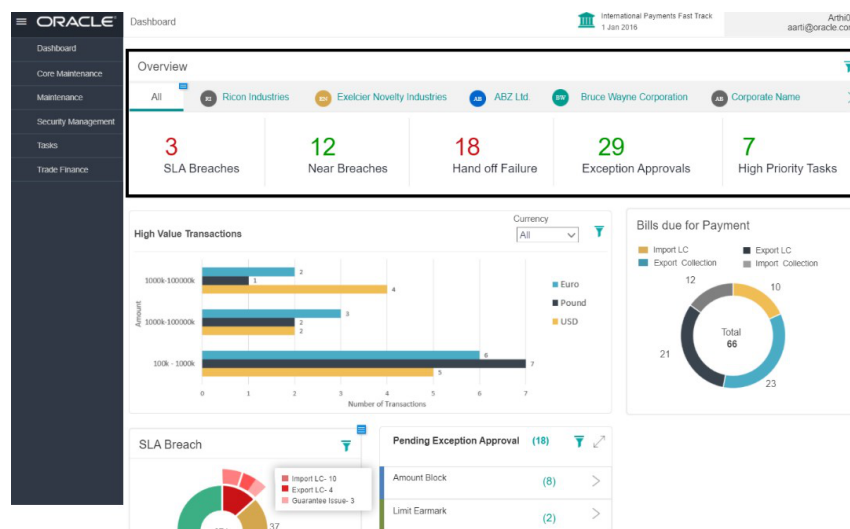 ORACLE
Dashboard
International Payments Fast Track
1 Jan 2016
aarti@oracle.com
Dashboard
Core Maintenance
Maintenance
Security Management
Tasks
Trade Finance
Overview
All
RI Ricon Industries
EN Exelcier Novelty Industries
AB ABZ Ltd.
BW Bruce Wayne Corporation
AB Corporate Name
3
SLA Breaches
12
Near Breaches
18
Hand off Failure
29
Exception Approvals
7
High Priority Tasks
High Value Transactions
Currency
All
Amount
1000k-100000k
2
1
4
1000k-100000k
3
2
2
100k - 1000k
6
7
5
0 1 2 3 4 5 6 7
Number of Transactions
Euro
Pound
USD
Bills due for Payment
Import LC
Export LC
Export Collection
Import Collection
12
10
Total
66
21
23
SLA Breach
Import LC- 10
Export LC- 4
Guarantee Issue- 3
37
Pending Exception Approval (18)
Amount Block (8)
Limit Earmark (2)